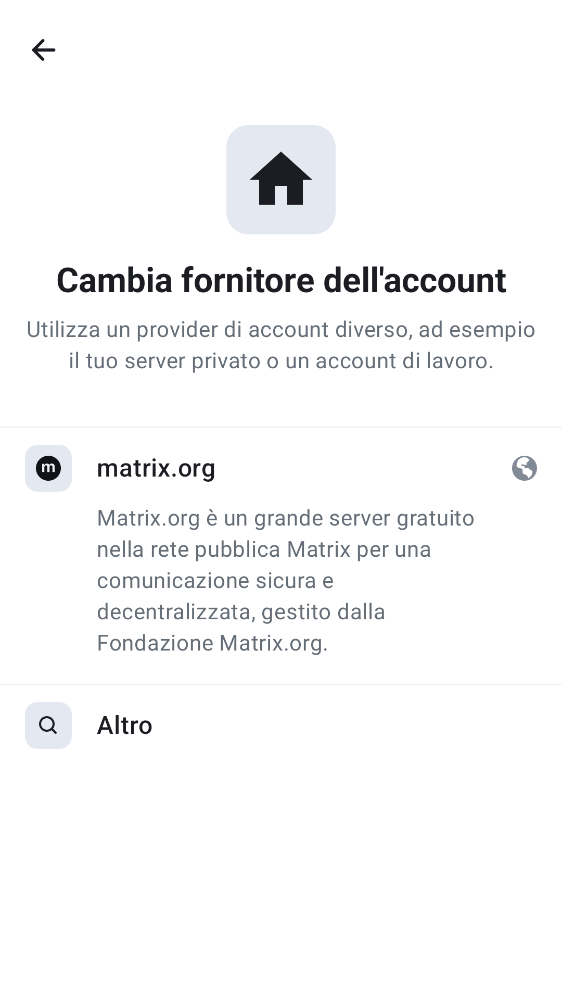 Cambia fornitore dell'account
Utilizza un provider di account diverso, ad esempio
il tuo server privato o un account di lavoro.
m
matrix.org
Matrix.org è un grande server gratuito
nella rete pubblica Matrix per una
comunicazione sicura e
decentralizzata, gestito dalla
Fondazione Matrix.org.
Altro